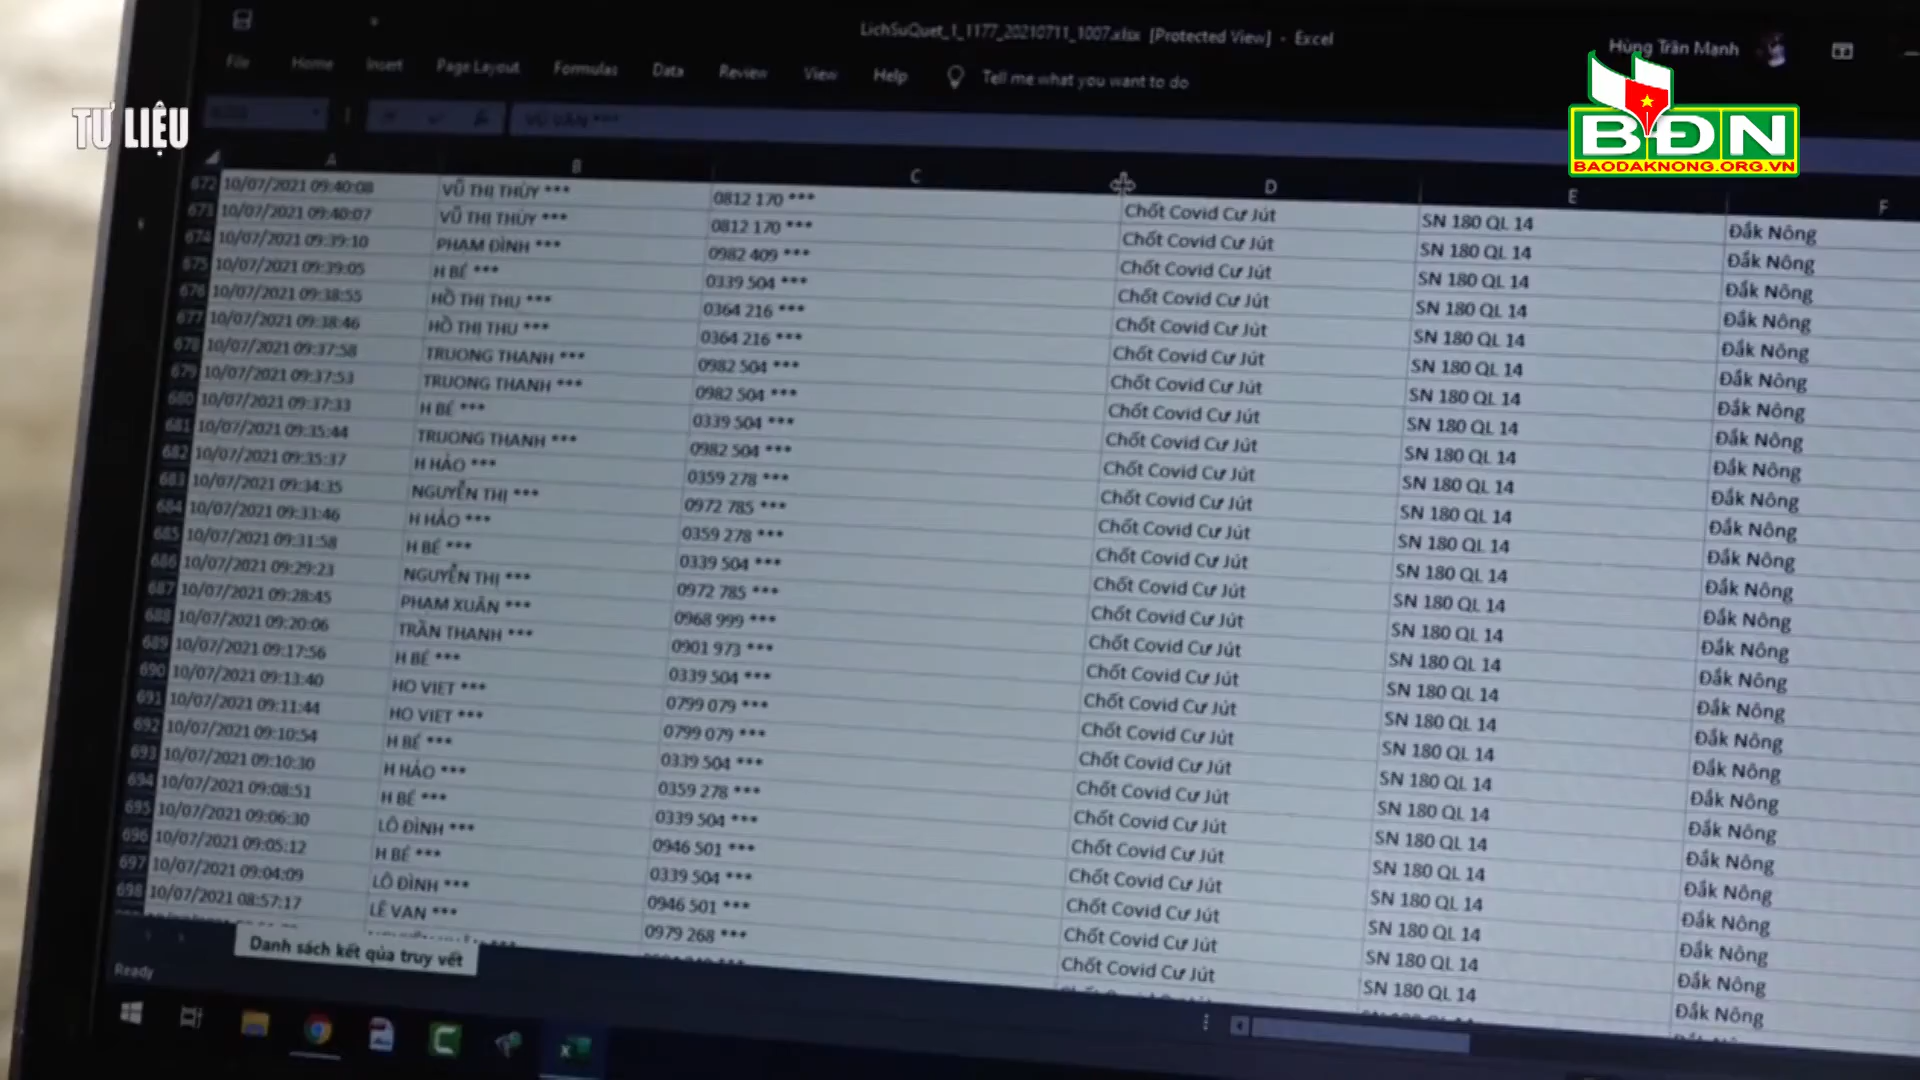 LichSuQuet_1_1177_20210711_1007.xlsx [Protected View] - Excel
Hùng Trần Mạnh
File Home Insert Page Layout Formulas Data Review View Help Tell me what you want to do
TƯ LIỆU
BĐN
BAODAKNONG.ORG.VN
VŨ VĂN ***
A B C D E F
672 10/07/2021 09:40:08 VŨ THỊ THÙY *** 0812 170 *** Chốt Covid Cư Jút SN 180 QL 14 Đắk Nông
673 10/07/2021 09:40:07 VŨ THỊ THÙY *** 0812 170 *** Chốt Covid Cư Jút SN 180 QL 14 Đắk Nông
674 10/07/2021 09:39:10 PHẠM ĐÌNH *** 0982 409 *** Chốt Covid Cư Jút SN 180 QL 14 Đắk Nông
675 10/07/2021 09:39:05 H BÉ *** 0339 504 *** Chốt Covid Cư Jút SN 180 QL 14 Đắk Nông
676 10/07/2021 09:38:55 HỒ THỊ THU *** 0364 216 *** Chốt Covid Cư Jút SN 180 QL 14 Đắk Nông
677 10/07/2021 09:38:46 HỒ THỊ THU *** 0364 216 *** Chốt Covid Cư Jút SN 180 QL 14 Đắk Nông
678 10/07/2021 09:37:58 TRUONG THANH *** 0982 504 *** Chốt Covid Cư Jút SN 180 QL 14 Đắk Nông
679 10/07/2021 09:37:53 TRUONG THANH *** 0982 504 *** Chốt Covid Cư Jút SN 180 QL 14 Đắk Nông
680 10/07/2021 09:37:33 H BÉ *** 0339 504 *** Chốt Covid Cư Jút SN 180 QL 14 Đắk Nông
681 10/07/2021 09:35:44 TRUONG THANH *** 0982 504 *** Chốt Covid Cư Jút SN 180 QL 14 Đắk Nông
682 10/07/2021 09:35:37 H HẢO *** 0359 278 *** Chốt Covid Cư Jút SN 180 QL 14 Đắk Nông
683 10/07/2021 09:34:35 NGUYỄN THỊ *** 0972 785 *** Chốt Covid Cư Jút SN 180 QL 14 Đắk Nông
684 10/07/2021 09:33:46 H HẢO *** 0359 278 *** Chốt Covid Cư Jút SN 180 QL 14 Đắk Nông
685 10/07/2021 09:31:58 H BÉ *** 0339 504 *** Chốt Covid Cư Jút SN 180 QL 14 Đắk Nông
686 10/07/2021 09:29:23 NGUYỄN THỊ *** 0972 785 *** Chốt Covid Cư Jút SN 180 QL 14 Đắk Nông
687 10/07/2021 09:28:45 PHẠM XUÂN *** 0968 999 *** Chốt Covid Cư Jút SN 180 QL 14 Đắk Nông
688 10/07/2021 09:20:06 TRẦN THANH *** 0901 973 *** Chốt Covid Cư Jút SN 180 QL 14 Đắk Nông
689 10/07/2021 09:17:56 H BÉ *** 0339 504 *** Chốt Covid Cư Jút SN 180 QL 14 Đắk Nông
690 10/07/2021 09:13:40 HO VIET *** 0799 079 *** Chốt Covid Cư Jút SN 180 QL 14 Đắk Nông
691 10/07/2021 09:11:44 HO VIET *** 0799 079 *** Chốt Covid Cư Jút SN 180 QL 14 Đắk Nông
692 10/07/2021 09:10:54 H BÉ *** 0339 504 *** Chốt Covid Cư Jút SN 180 QL 14 Đắk Nông
693 10/07/2021 09:10:30 H HẢO *** 0359 278 *** Chốt Covid Cư Jút SN 180 QL 14 Đắk Nông
694 10/07/2021 09:08:51 H BÉ *** 0339 504 *** Chốt Covid Cư Jút SN 180 QL 14 Đắk Nông
695 10/07/2021 09:06:30 LÔ ĐÌNH *** 0946 501 *** Chốt Covid Cư Jút SN 180 QL 14 Đắk Nông
696 10/07/2021 09:05:12 H BÉ *** 0339 504 *** Chốt Covid Cư Jút SN 180 QL 14 Đắk Nông
697 10/07/2021 09:04:09 LÔ ĐÌNH *** 0946 501 *** Chốt Covid Cư Jút SN 180 QL 14 Đắk Nông
698 10/07/2021 08:57:17 LÊ VAN *** 0979 268 *** Chốt Covid Cư Jút SN 180 QL 14 Đắk Nông
Danh sách kết qủa truy vết
Ready